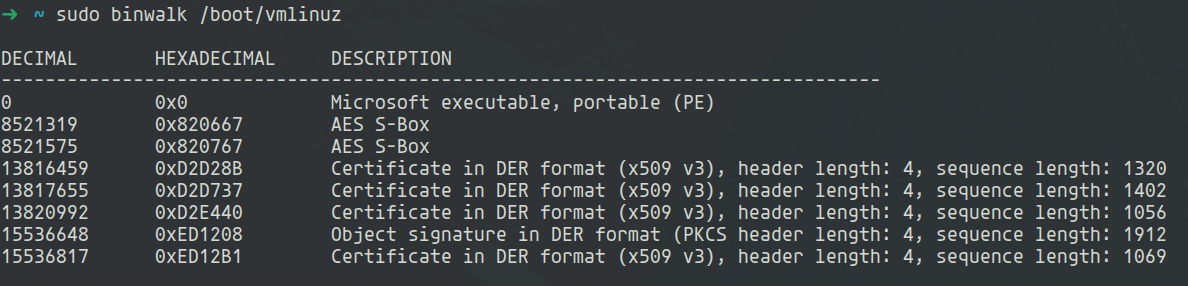 ➜ ~ sudo binwalk /boot/vmlinuz
DECIMAL HEXADECIMAL DESCRIPTION
--------------------------------------------------------------------------------
0 0x0 Microsoft executable, portable (PE)
8521319 0x820667 AES S-Box
8521575 0x820767 AES S-Box
13816459 0xD2D28B Certificate in DER format (x509 v3), header length: 4, sequence length: 1320
13817655 0xD2D737 Certificate in DER format (x509 v3), header length: 4, sequence length: 1402
13820992 0xD2E440 Certificate in DER format (x509 v3), header length: 4, sequence length: 1056
15536648 0xED1208 Object signature in DER format (PKCS header length: 4, sequence length: 1912
15536817 0xED12B1 Certificate in DER format (x509 v3), header length: 4, sequence length: 1069